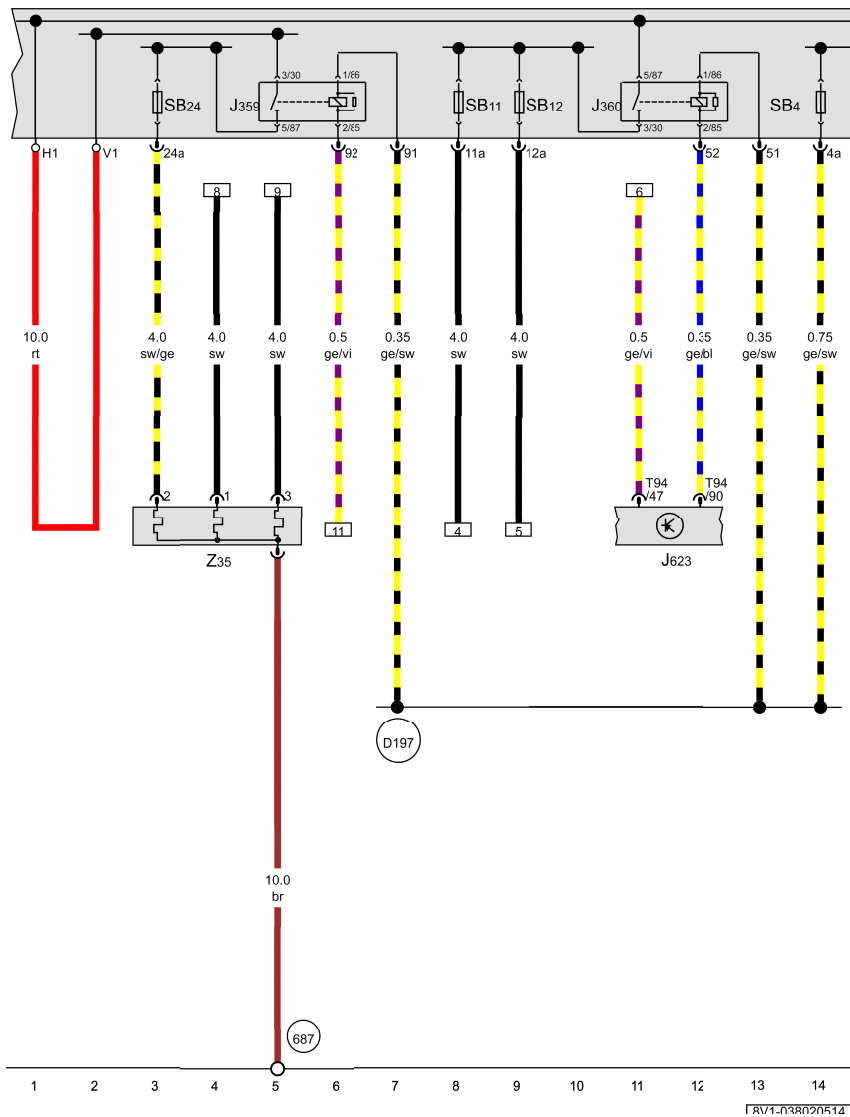 3/30 1/86 5/87 1/86
SB24 J359 SB11 SB12 J360 SB4
5/87 2/85 3/30 2/85
H1 V1 24a 92 91 11a 12a 52 51 4a
8 9 6
10.0 4.0 4.0 4.0 0.5 0.35 4.0 4.0 0.5 0.35 0.35 0.75
rt sw/ge sw sw ge/vi ge/sw sw sw ge/vi ge/bl ge/sw ge/sw
T94 T94
2 1 3 /47 /90
11 4 5
Z35 J623
D197
10.0
br
687
1 2 3 4 5 6 7 8 9 10 11 12 13 14
8V1-038020514